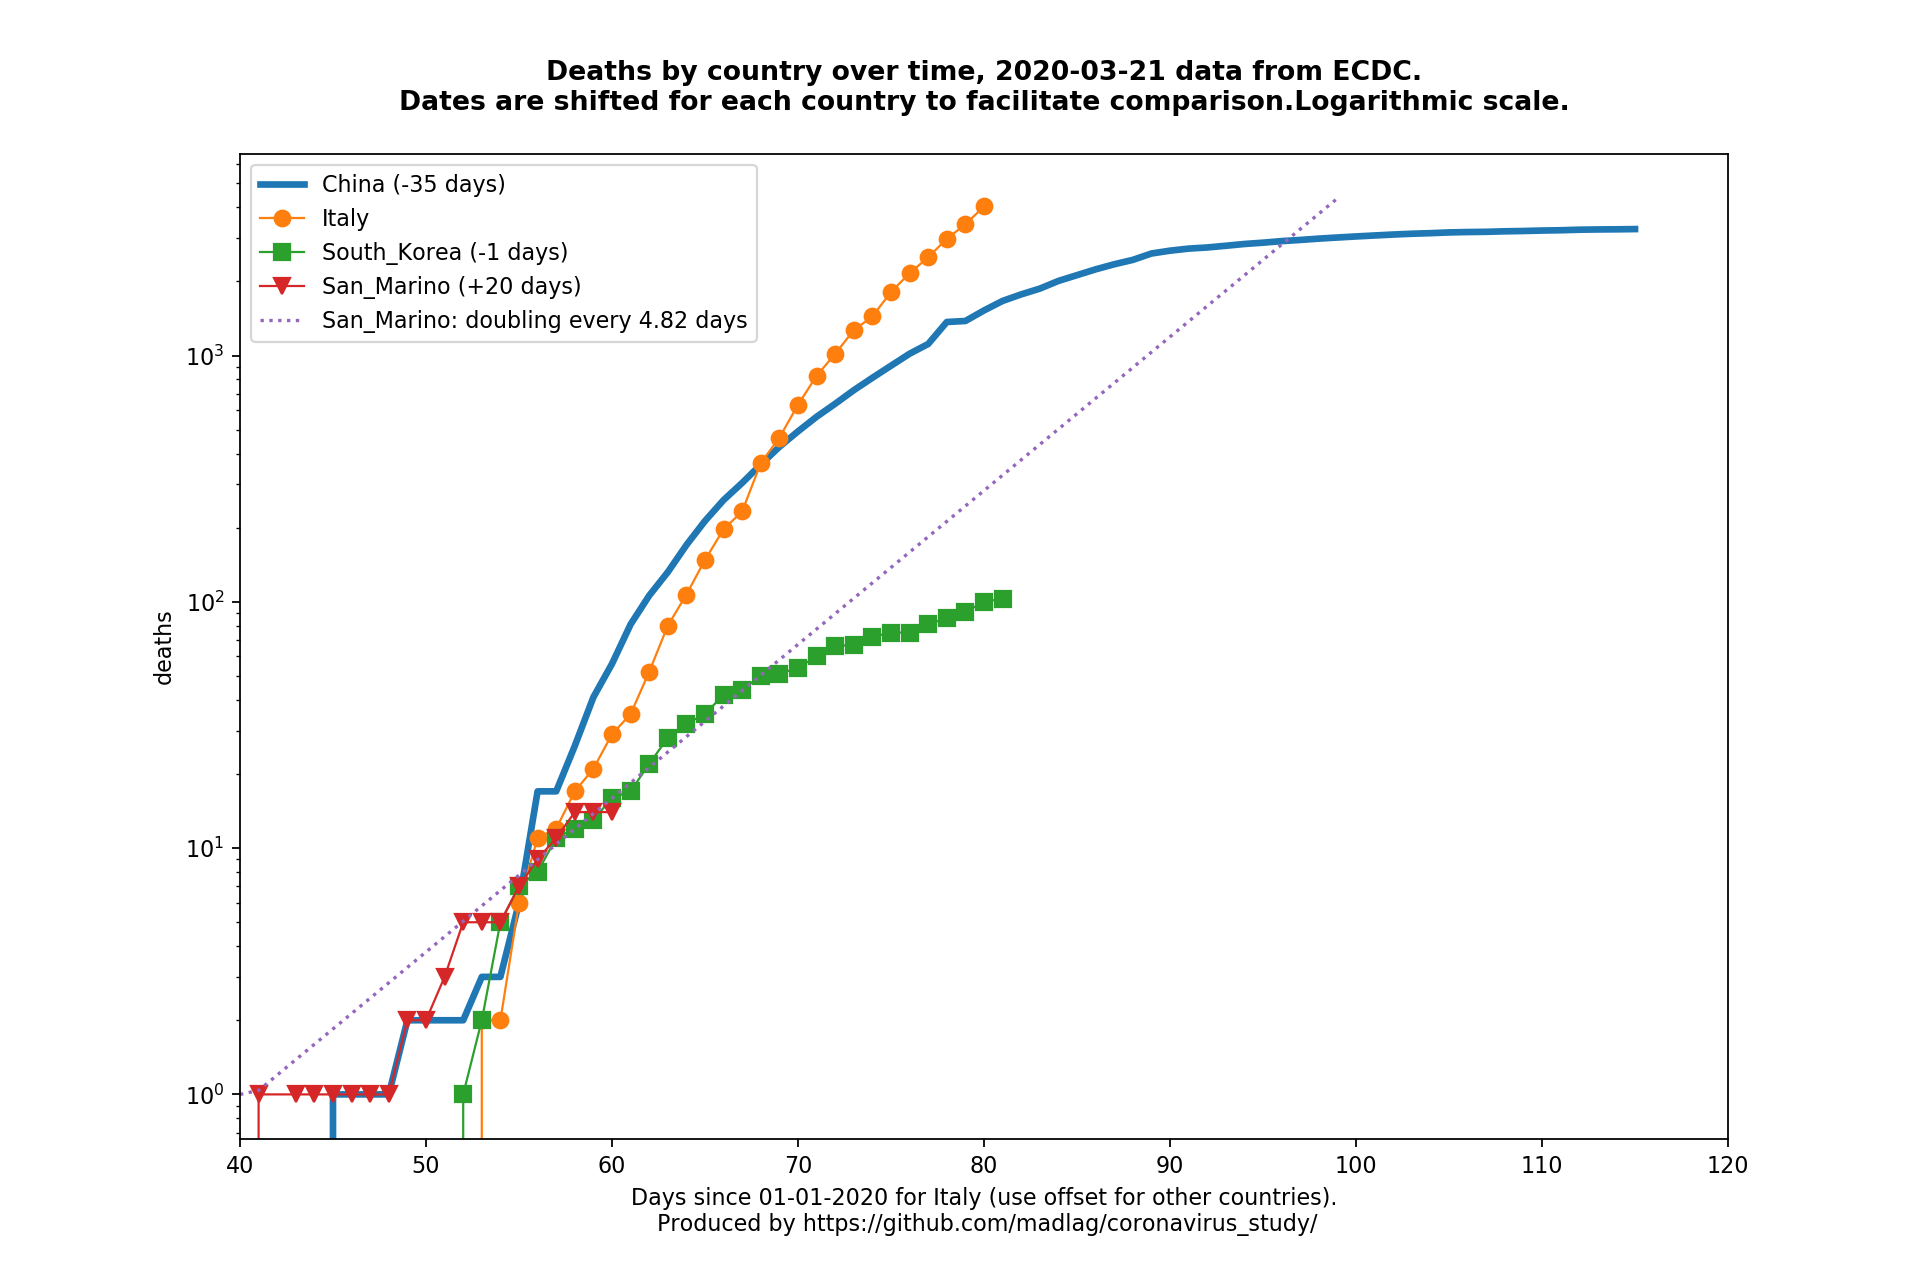 Deaths by country over time, 2020-03-21 data from ECDC.
Dates are shifted for each country to facilitate comparison.Logarithmic scale.
China (-35 days)
Italy
South_Korea (-1 days)
San_Marino (+20 days)
San_Marino: doubling every 4.82 days
10³
10²
10¹
10⁰
deaths
40 50 60 70 80 90 100 110 120
Days since 01-01-2020 for Italy (use offset for other countries).
Produced by https://github.com/madlag/coronavirus_study/